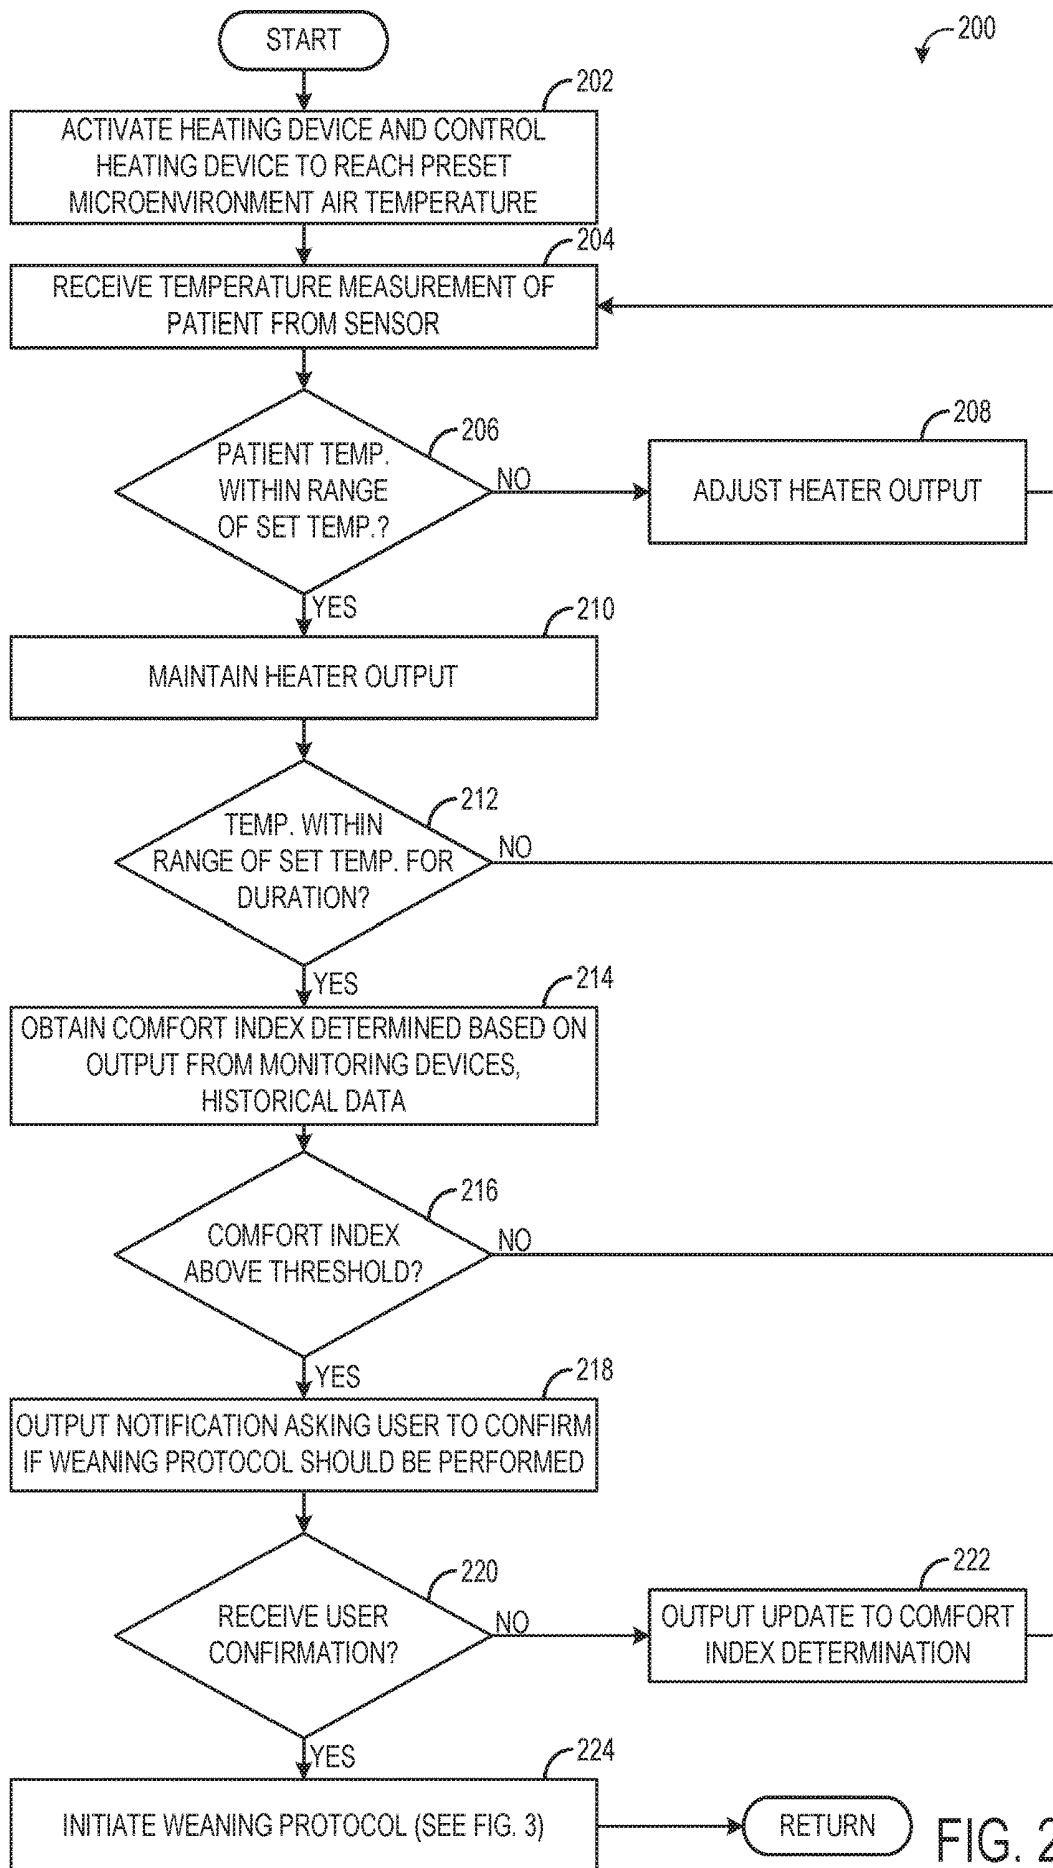 START
200
202
ACTIVATE HEATING DEVICE AND CONTROL
HEATING DEVICE TO REACH PRESET
MICROENVIRONMENT AIR TEMPERATURE
204
RECEIVE TEMPERATURE MEASUREMENT OF
PATIENT FROM SENSOR
206
PATIENT TEMP.
WITHIN RANGE
OF SET TEMP.?
NO
208
ADJUST HEATER OUTPUT
YES
210
MAINTAIN HEATER OUTPUT
212
TEMP. WITHIN
RANGE OF SET TEMP. FOR
DURATION?
NO
YES
214
OBTAIN COMFORT INDEX DETERMINED BASED ON
OUTPUT FROM MONITORING DEVICES,
HISTORICAL DATA
216
COMFORT INDEX
ABOVE THRESHOLD?
NO
YES
218
OUTPUT NOTIFICATION ASKING USER TO CONFIRM
IF WEANING PROTOCOL SHOULD BE PERFORMED
220
RECEIVE USER
CONFIRMATION?
NO
222
OUTPUT UPDATE TO COMFORT
INDEX DETERMINATION
YES
224
INITIATE WEANING PROTOCOL (SEE FIG. 3)
RETURN
FIG. 2